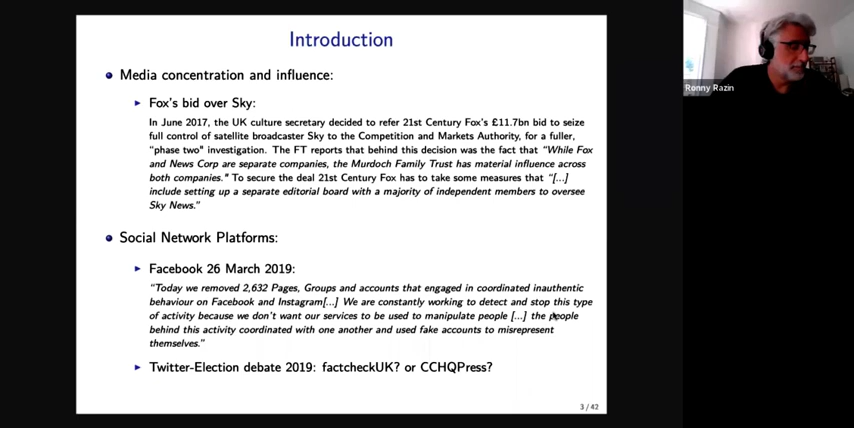 Introduction
Media concentration and influence:
Fox's bid over Sky:
In June 2017, the UK culture secretary decided to refer 21st Century Fox's £11.7bn bid to seize
full control of satellite broadcaster Sky to the Competition and Markets Authority, for a fuller,
"phase two" investigation. The FT reports that behind this decision was the fact that "While Fox
and News Corp are separate companies, the Murdoch Family Trust has material influence across
both companies." To secure the deal 21st Century Fox has to take some measures that "[...]
include setting up a separate editorial board with a majority of independent members to oversee
Sky News."
Social Network Platforms:
Facebook 26 March 2019:
"Today we removed 2,632 Pages, Groups and accounts that engaged in coordinated inauthentic
behaviour on Facebook and Instagram[...] We are constantly working to detect and stop this type
of activity because we don't want our services to be used to manipulate people [...] the people
behind this activity coordinated with one another and used fake accounts to misrepresent
themselves."
Twitter-Election debate 2019: factcheckUK? or CCHQPress?
3 / 42
Ronny Razin